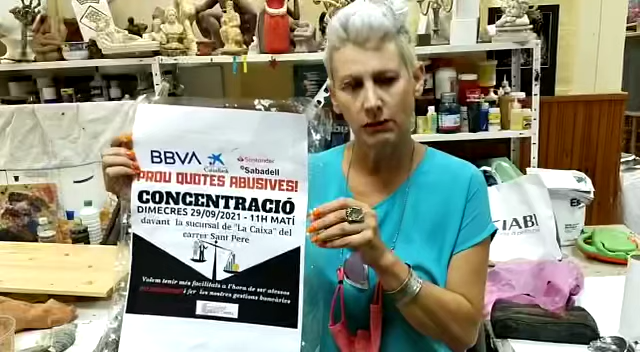 BBVA
CaixaBank
Santander
Sabadell
PROU QUOTES ABUSIVES!
CONCENTRACIÓ
DIMECRES 29/09/2021 - 11H MATÍ
davant la sucursal de "La Caixa" del
carrer Sant Pere
Volem tenir més facilitats a l'hora de ser atesos
i fer les nostres gestions bancàries